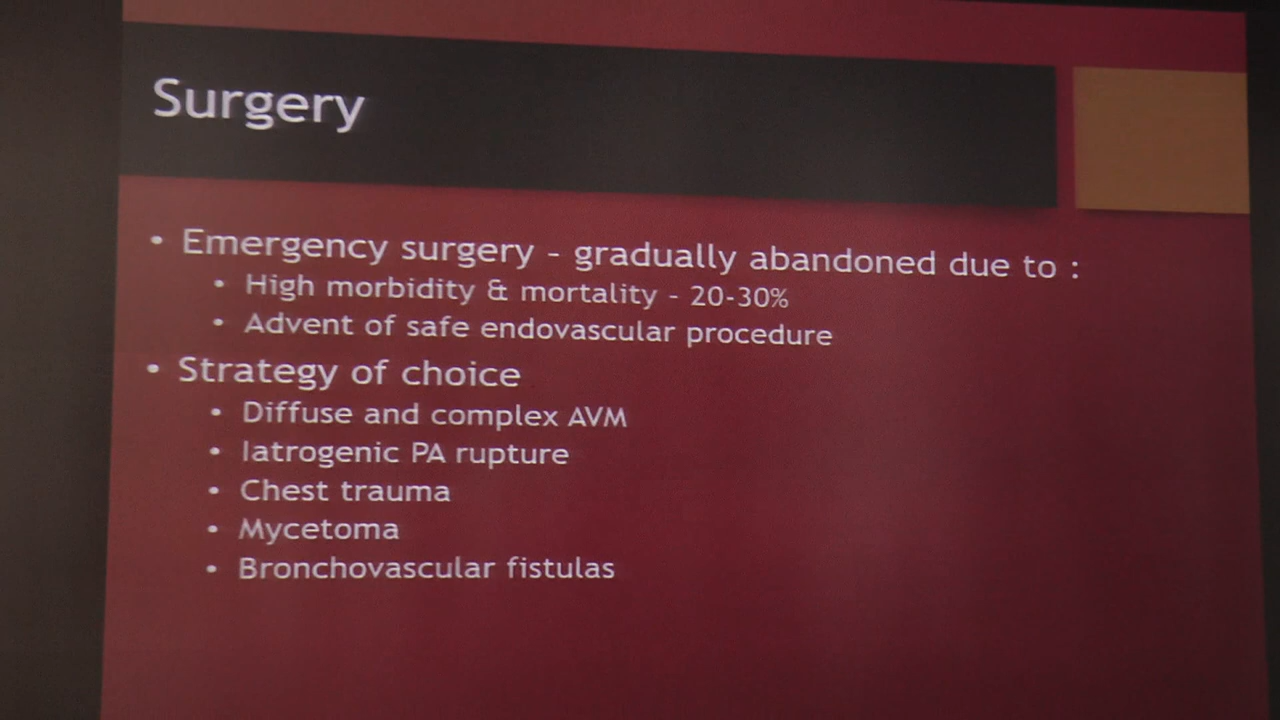 Surgery
• Emergency surgery - gradually abandoned due to :
• High morbidity & mortality - 20-30%
• Advent of safe endovascular procedure
• Strategy of choice
• Diffuse and complex AVM
• Iatrogenic PA rupture
• Chest trauma
• Mycetoma
• Bronchovascular fistulas